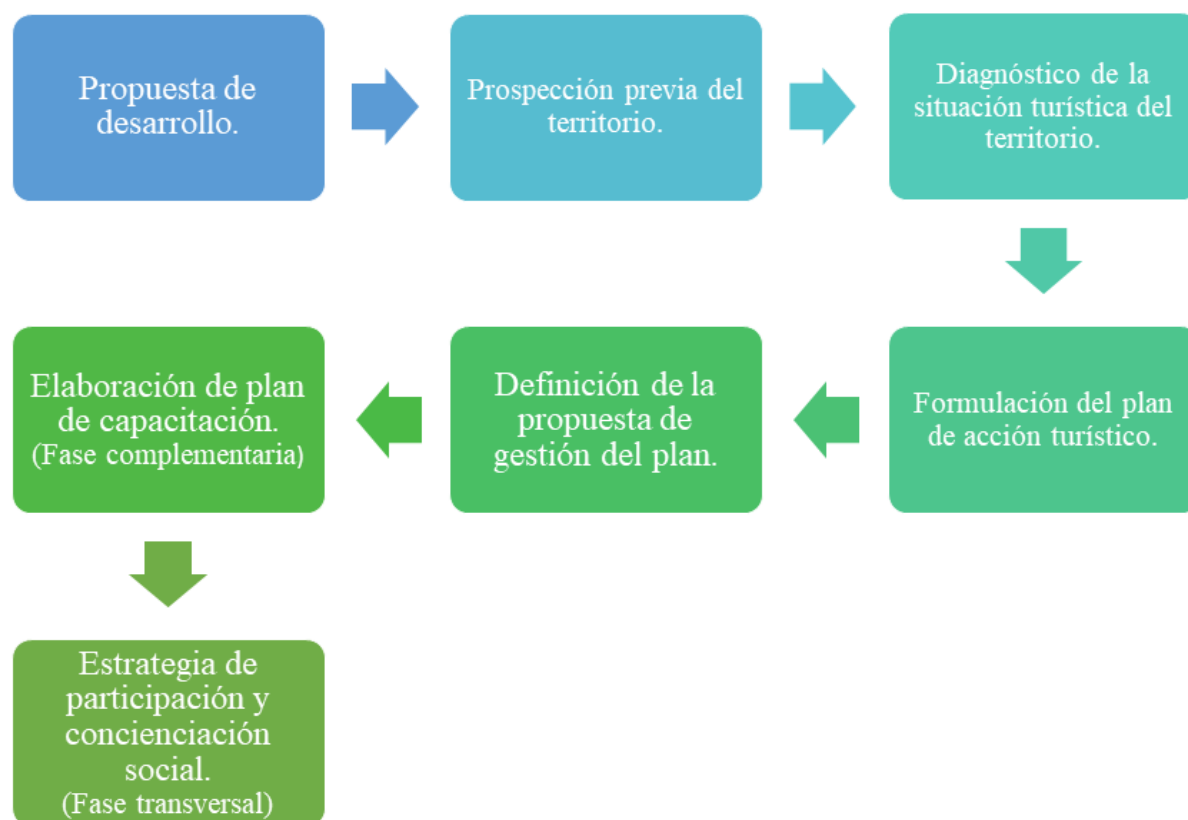 Propuesta de
desarrollo.
Prospección previa del
territorio.
Diagnóstico de la
situación turística del
territorio.
Formulación del plan
de acción turístico.
Definición de la
propuesta de
gestión del plan.
Elaboración de plan
de capacitación.
(Fase complementaria)
Estrategia de
participación y
concienciación
social.
(Fase transversal)